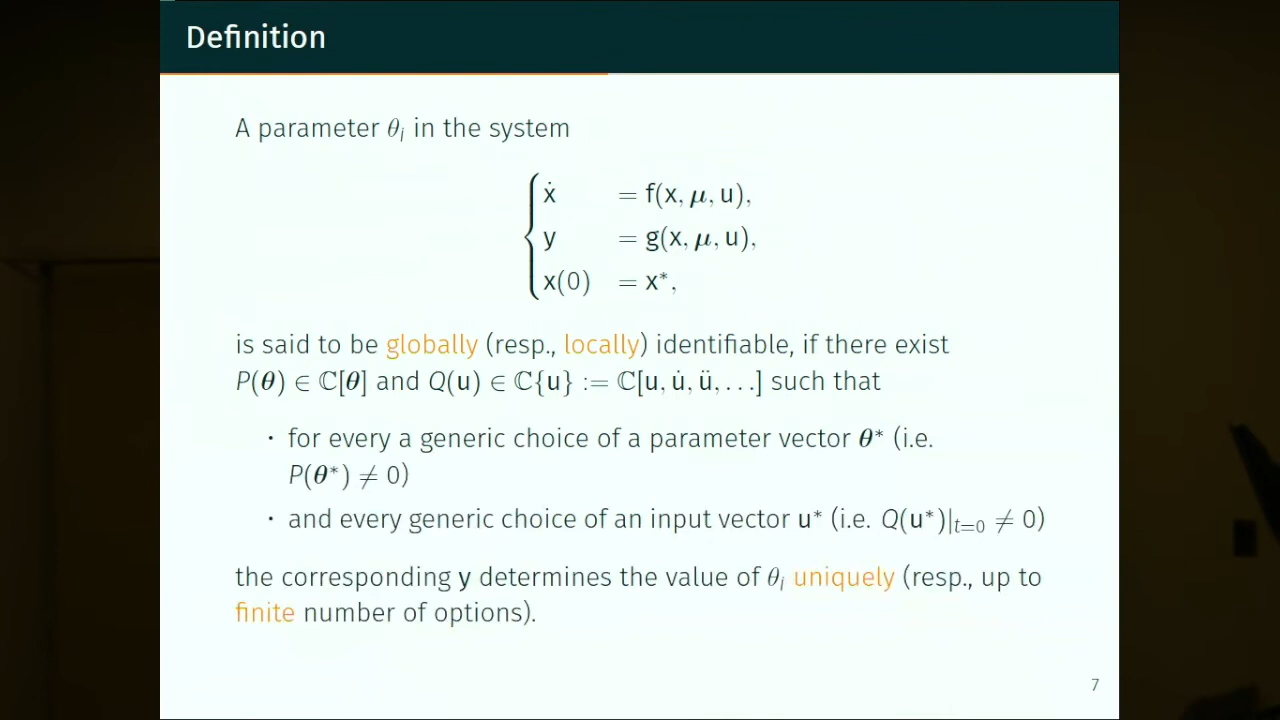 Definition
A parameter θᵢ in the system
ẋ = f(x, μ, u),
y = g(x, μ, u),
x(0) = x*,
is said to be globally (resp., locally) identifiable, if there exist
P(θ) ∈ ℂ[θ] and Q(u) ∈ ℂ{u} := ℂ[u, u̇, ü, . . .] such that
· for every a generic choice of a parameter vector θ* (i.e.
P(θ*) ≠ 0)
· and every generic choice of an input vector u* (i.e. Q(u*)|ₜ₌₀ ≠ 0)
the corresponding y determines the value of θᵢ uniquely (resp., up to
finite number of options).
7